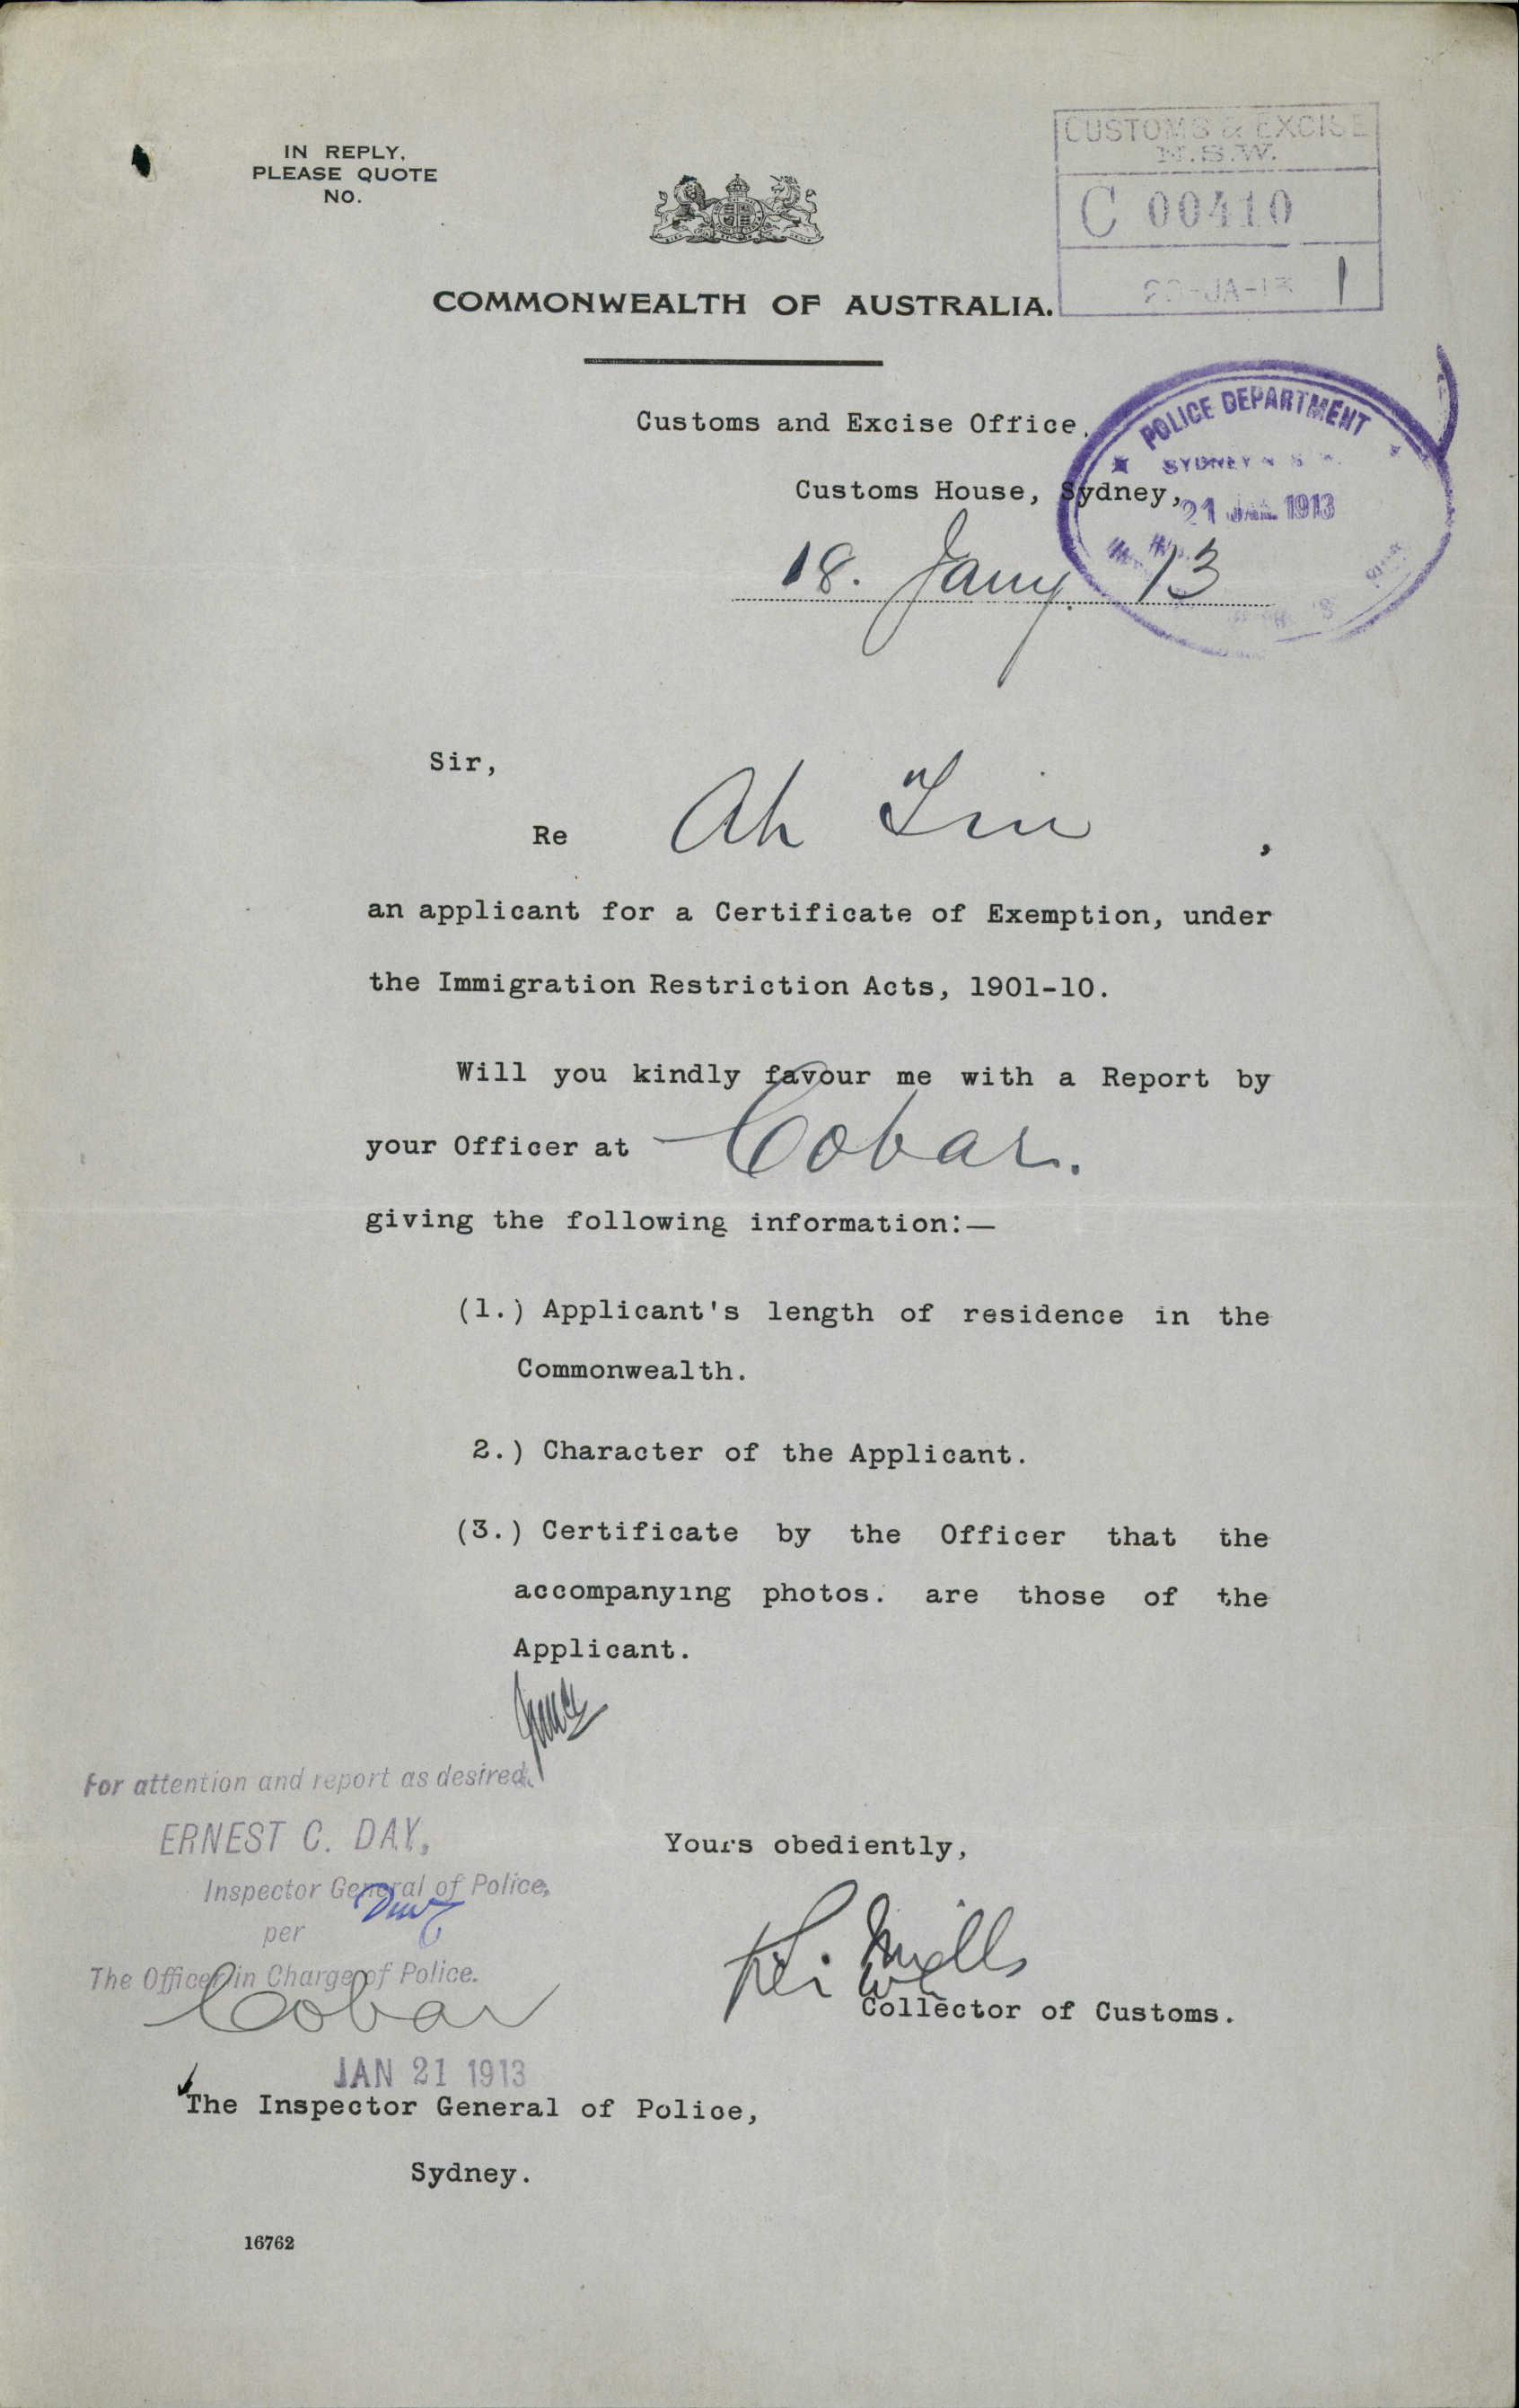 IN REPLY,
PLEASE QUOTE
NO.
CUSTOMS & EXCISE
N.S.W.
C 00410
JA-13 1
COMMONWEALTH OF AUSTRALIA.
Customs and Excise Office,
Customs House, Sydney,
POLICE DEPARTMENT
SYDNEY N S W.
21 JAN 1913
18. Jany. 13
Sir,
Re Ah Lin,
an applicant for a Certificate of Exemption, under
the Immigration Restriction Acts, 1901-10.
Will you kindly favour me with a Report by
your Officer at Cobar.
giving the following information:—
(1.) Applicant's length of residence in the
Commonwealth.
2.) Character of the Applicant.
(3.) Certificate by the Officer that the
accompanying photos. are those of the
Applicant.
For attention and report as desired.
ERNEST C. DAY,
Inspector General of Police,
per
The Officer in Charge of Police.
Cobar
JAN 21 1913
Yours obediently,
Mills
Collector of Customs.
The Inspector General of Police,
Sydney.
16762